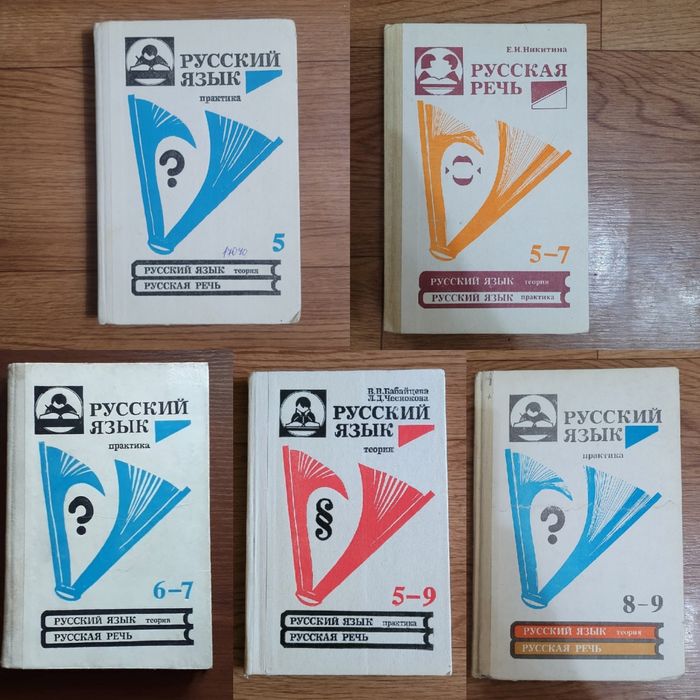 РУССКИЙ
ЯЗЫК
практика
?
5
РУССКИЙ ЯЗЫК теория
РУССКАЯ РЕЧЬ
Е.И.Никитина
РУССКАЯ
РЕЧЬ
5–7
РУССКИЙ ЯЗЫК теория
РУССКИЙ ЯЗЫК практика
РУССКИЙ
ЯЗЫК
практика
?
6–7
РУССКИЙ ЯЗЫК теория
РУССКАЯ РЕЧЬ
В.В.Бабайцева
Л.Д.Чеснокова
РУССКИЙ
ЯЗЫК
теория
§
5–9
РУССКИЙ ЯЗЫК практика
РУССКАЯ РЕЧЬ
РУССКИЙ
ЯЗЫК
практика
?
8–9
РУССКИЙ ЯЗЫК теория
РУССКАЯ РЕЧЬ